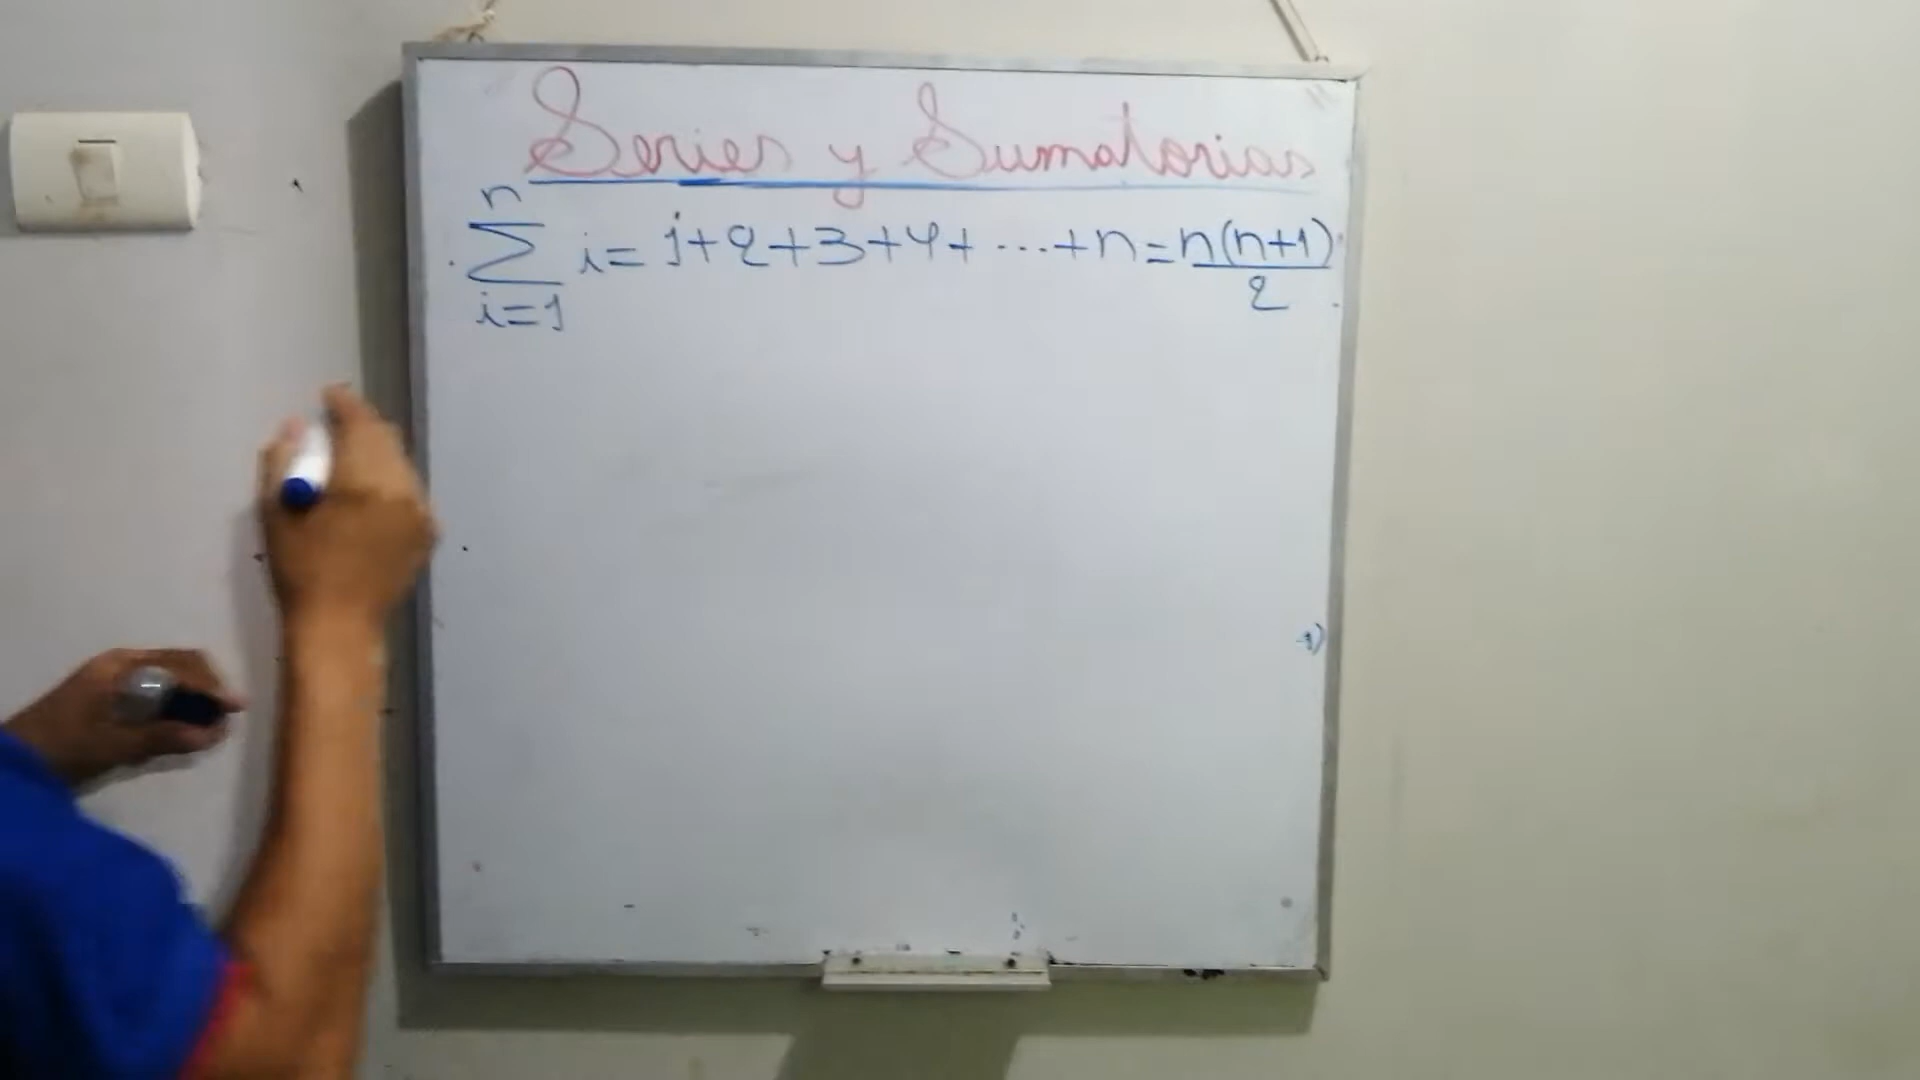 Series y Sumatorias
n
∑ i = 1+2+3+4+ ...+n = n(n+1)/2
i=1